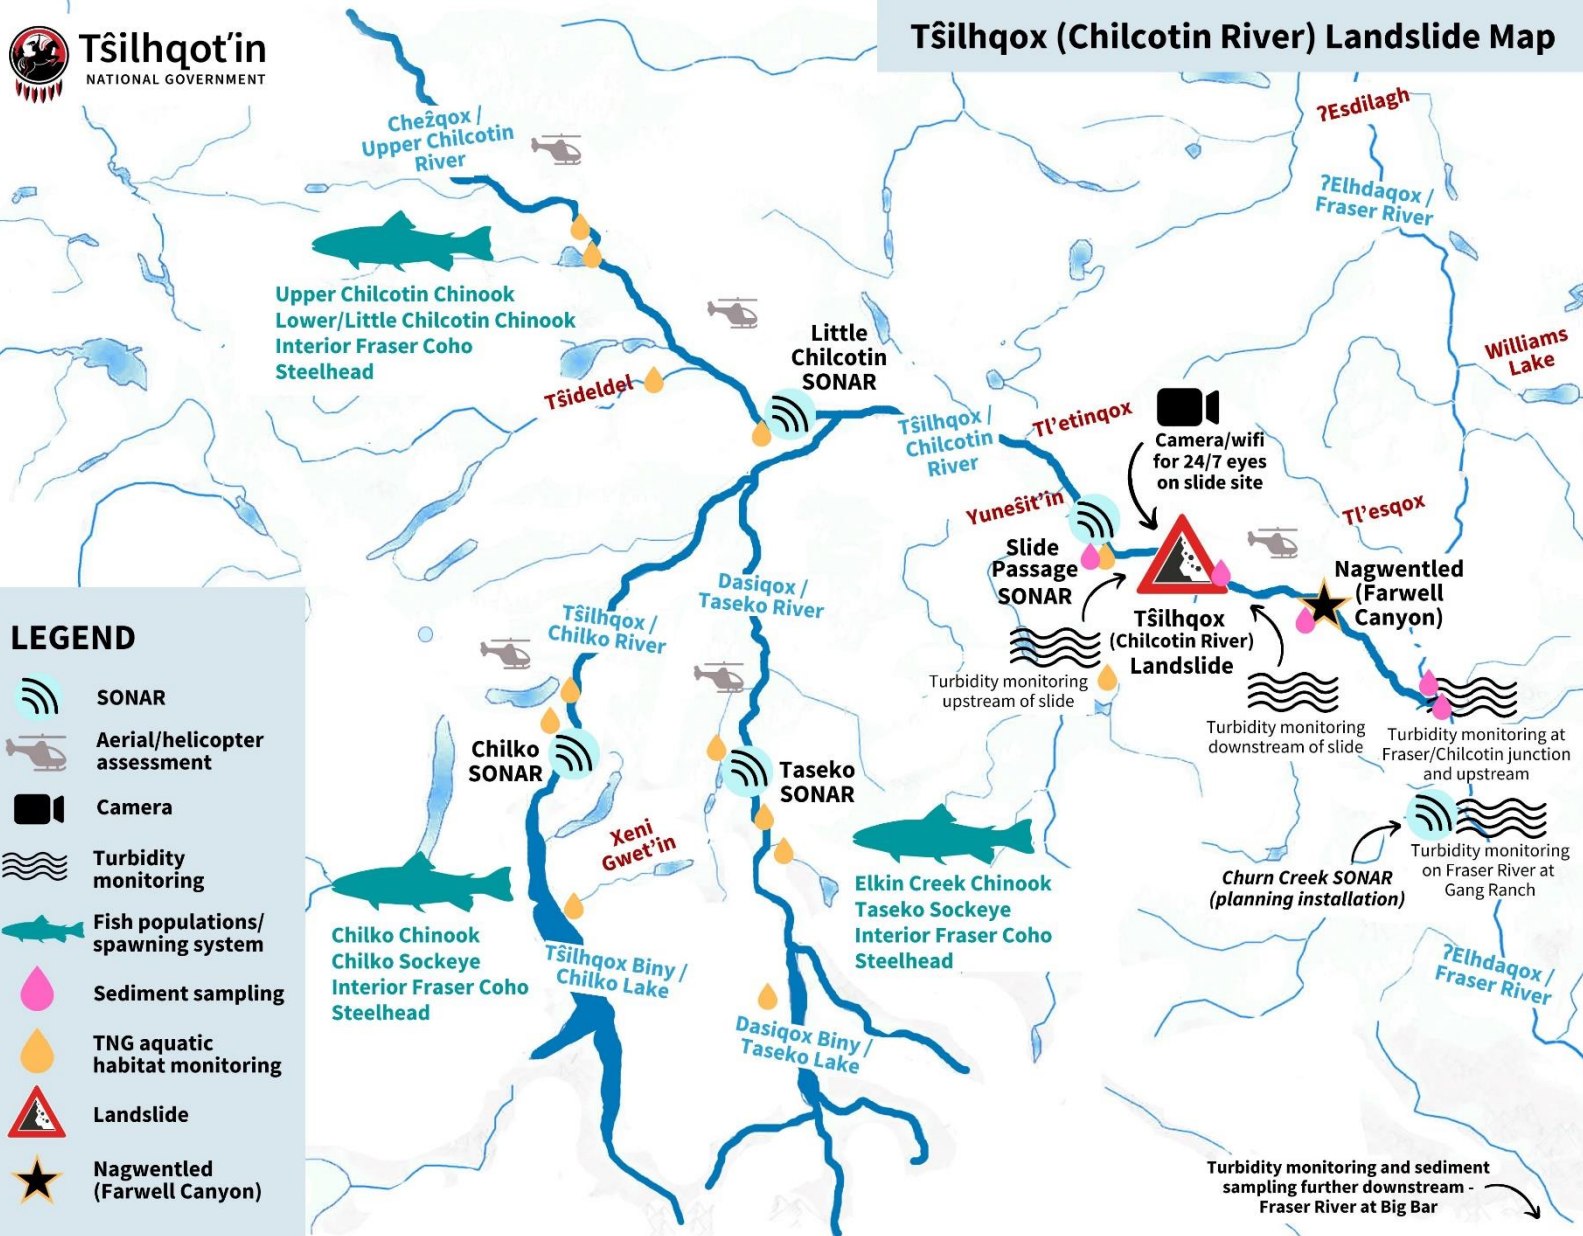 Tŝilhqot'in
NATIONAL GOVERNMENT
Tŝilhqox (Chilcotin River) Landslide Map
Cheẑqox /
Upper Chilcotin
River
ʔEsdilagh
ʔElhdaqox /
Fraser River
Upper Chilcotin Chinook
Lower/Little Chilcotin Chinook
Interior Fraser Coho
Steelhead
Tŝideldel
Little
Chilcotin
SONAR
Williams
Lake
Tŝilhqox /
Chilcotin
River
Tl'etinqox
Camera/wifi
for 24/7 eyes
on slide site
Yuneŝit'in
Tl'esqox
Slide
Passage
SONAR
Nagwentled
(Farwell
Canyon)
Tŝilhqox
(Chilcotin River)
Landslide
Dasiqox /
Taseko River
Tŝilhqox /
Chilko River
Turbidity monitoring
upstream of slide
Turbidity monitoring
downstream of slide
Turbidity monitoring at
Fraser/Chilcotin junction
and upstream
Chilko
SONAR
Taseko
SONAR
Xeni
Gwet'in
Turbidity monitoring
on Fraser River at
Gang Ranch
Churn Creek SONAR
(planning installation)
Elkin Creek Chinook
Taseko Sockeye
Interior Fraser Coho
Steelhead
Chilko Chinook
Chilko Sockeye
Interior Fraser Coho
Steelhead
Tŝilhqox Biny /
Chilko Lake
Dasiqox Biny /
Taseko Lake
ʔElhdaqox /
Fraser River
Turbidity monitoring and sediment
sampling further downstream -
Fraser River at Big Bar
LEGEND
SONAR
Aerial/helicopter
assessment
Camera
Turbidity
monitoring
Fish populations/
spawning system
Sediment sampling
TNG aquatic
habitat monitoring
Landslide
Nagwentled
(Farwell Canyon)